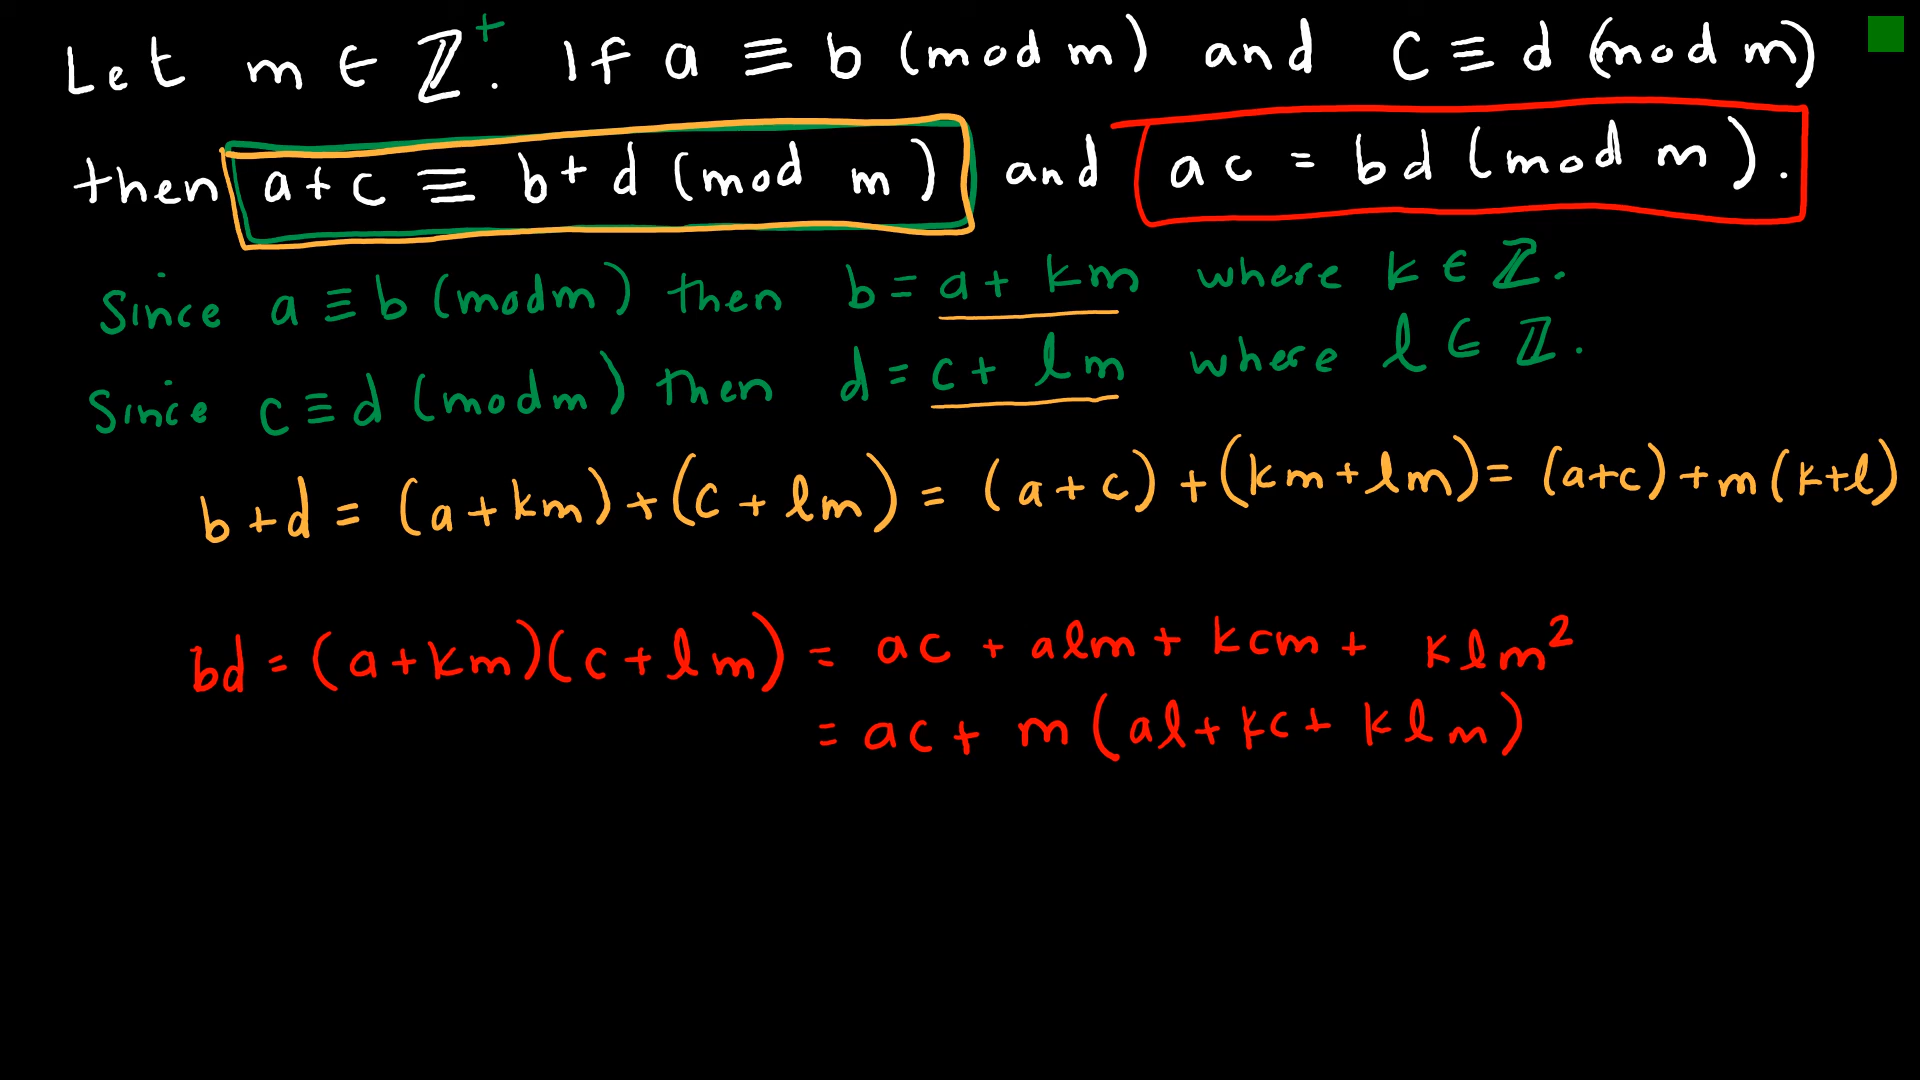 Let m ∈ ℤ⁺. If a ≡ b (mod m) and c ≡ d (mod m)
then a+c ≡ b+d (mod m) and ac = bd (mod m).
Since a ≡ b (mod m) then b = a + km where k ∈ ℤ.
Since c ≡ d (mod m) then d = c + lm where l ∈ ℤ.
b+d = (a+km)+(c+lm) = (a+c)+(km+lm) = (a+c)+m(k+l)
bd = (a+km)(c+lm) = ac + alm + kcm + klm²
= ac + m(al+kc+klm)